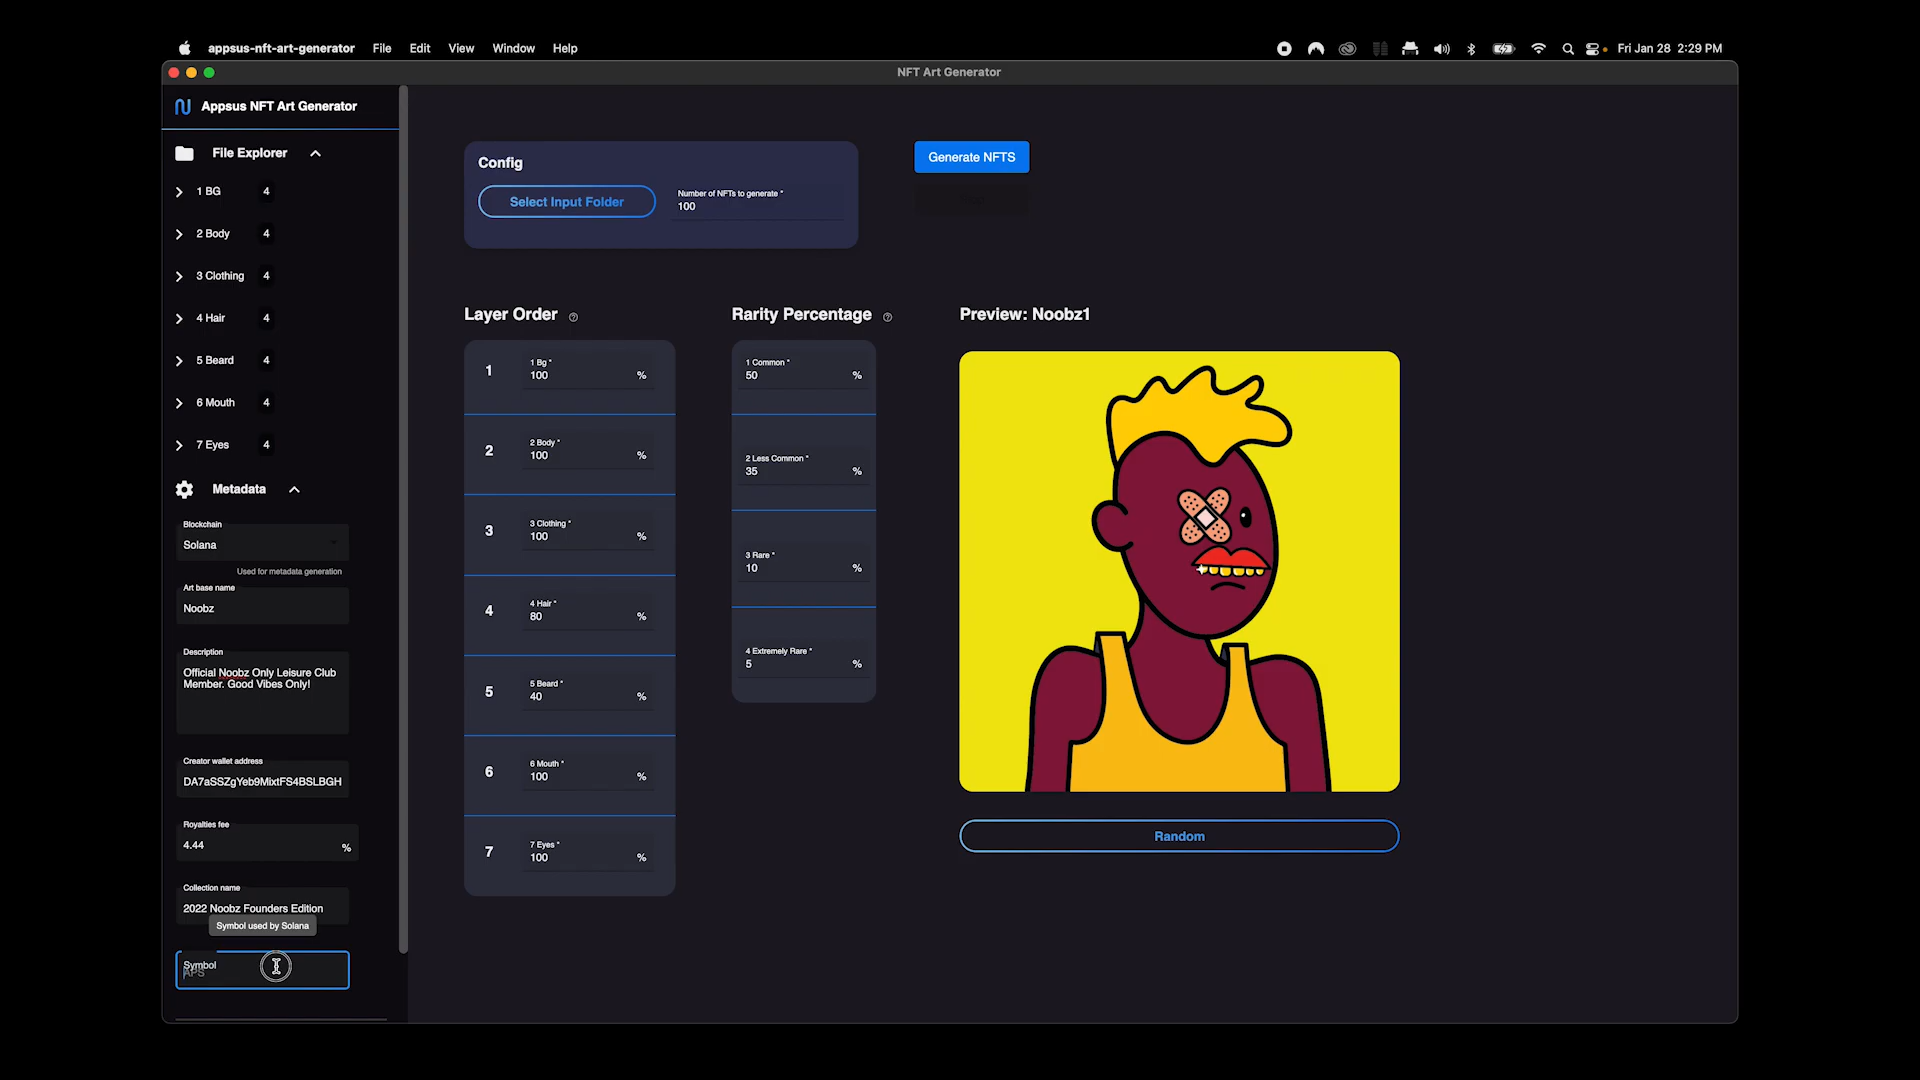 appsus-nft-art-generator File Edit View Window Help Fri Jan 28 2:29 PM
NFT Art Generator
Appsus NFT Art Generator
File Explorer
1 BG 4
2 Body 4
3 Clothing 4
4 Hair 4
5 Beard 4
6 Mouth 4
7 Eyes 4
Metadata
Blockchain
Solana
Used for metadata generation
Art base name
Noobz
Description
Official Noobz Only Leisure Club
Member. Good Vibes Only!
Creator wallet address
DA7aSSZgYeb9MixtFS4BSLBGH
Royalties fee
4.44 %
Collection name
2022 Noobz Founders Edition
Symbol used by Solana
Symbol
APS
Config
Select Input Folder
Number of NFTs to generate *
100
Generate NFTS
Layer Order
1 1 Bg *
100 %
2 2 Body *
100 %
3 3 Clothing *
100 %
4 4 Hair *
80 %
5 5 Beard *
40 %
6 6 Mouth *
100 %
7 7 Eyes *
100 %
Rarity Percentage
1 Common *
50 %
2 Less Common *
35 %
3 Rare *
10 %
4 Extremely Rare *
5 %
Preview: Noobz1
Random